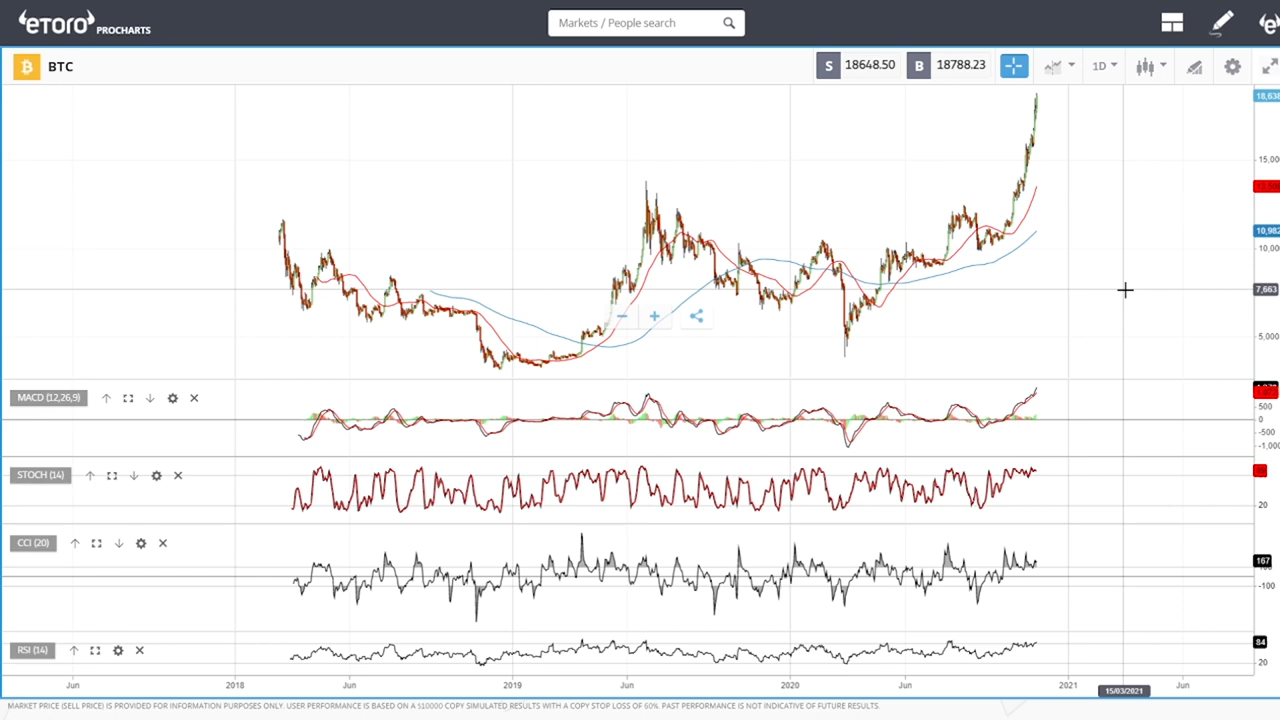 eToro PROCHARTS
Markets / People search
BTC
S 18648.50 B 18788.23
1D
18,638
15,000
10,982
10,000
7,663
5,000
MACD (12,26,9)
500
0
-500
-1,000
STOCH (14)
20
CCI (20)
167
-100
RSI (14)
84
20
Jun 2018 Jun 2019 Jun 2020 Jun 2021 Jun
15/03/2021
MARKET PRICE (SELL PRICE) IS PROVIDED FOR INFORMATION PURPOSES ONLY. USER PERFORMANCE IS BASED ON A $10000 COPY SIMULATED RESULTS WITH A COPY STOP LOSS OF 60%. PAST PERFORMANCE IS NOT INDICATIVE OF FUTURE RESULTS.